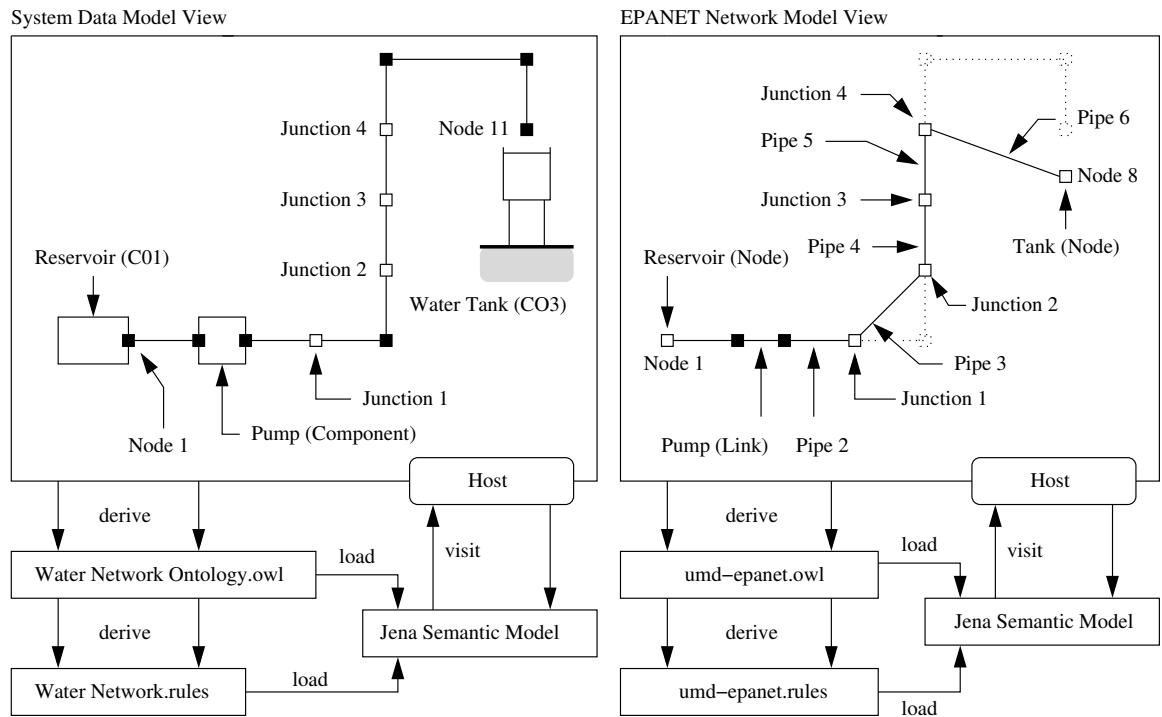 System Data Model View
Junction 4
Node 11
Junction 3
Reservoir (C01)
Junction 2
Water Tank (CO3)
Junction 1
Node 1
Pump (Component)
Host
derive
load
visit
Water Network Ontology.owl
derive
Jena Semantic Model
load
Water Network.rules
EPANET Network Model View
Junction 4
Pipe 6
Pipe 5
Node 8
Junction 3
Pipe 4
Tank (Node)
Reservoir (Node)
Junction 2
Node 1
Pipe 3
Junction 1
Pump (Link)
Pipe 2
Host
derive
load
visit
umd-epanet.owl
derive
Jena Semantic Model
umd-epanet.rules
load